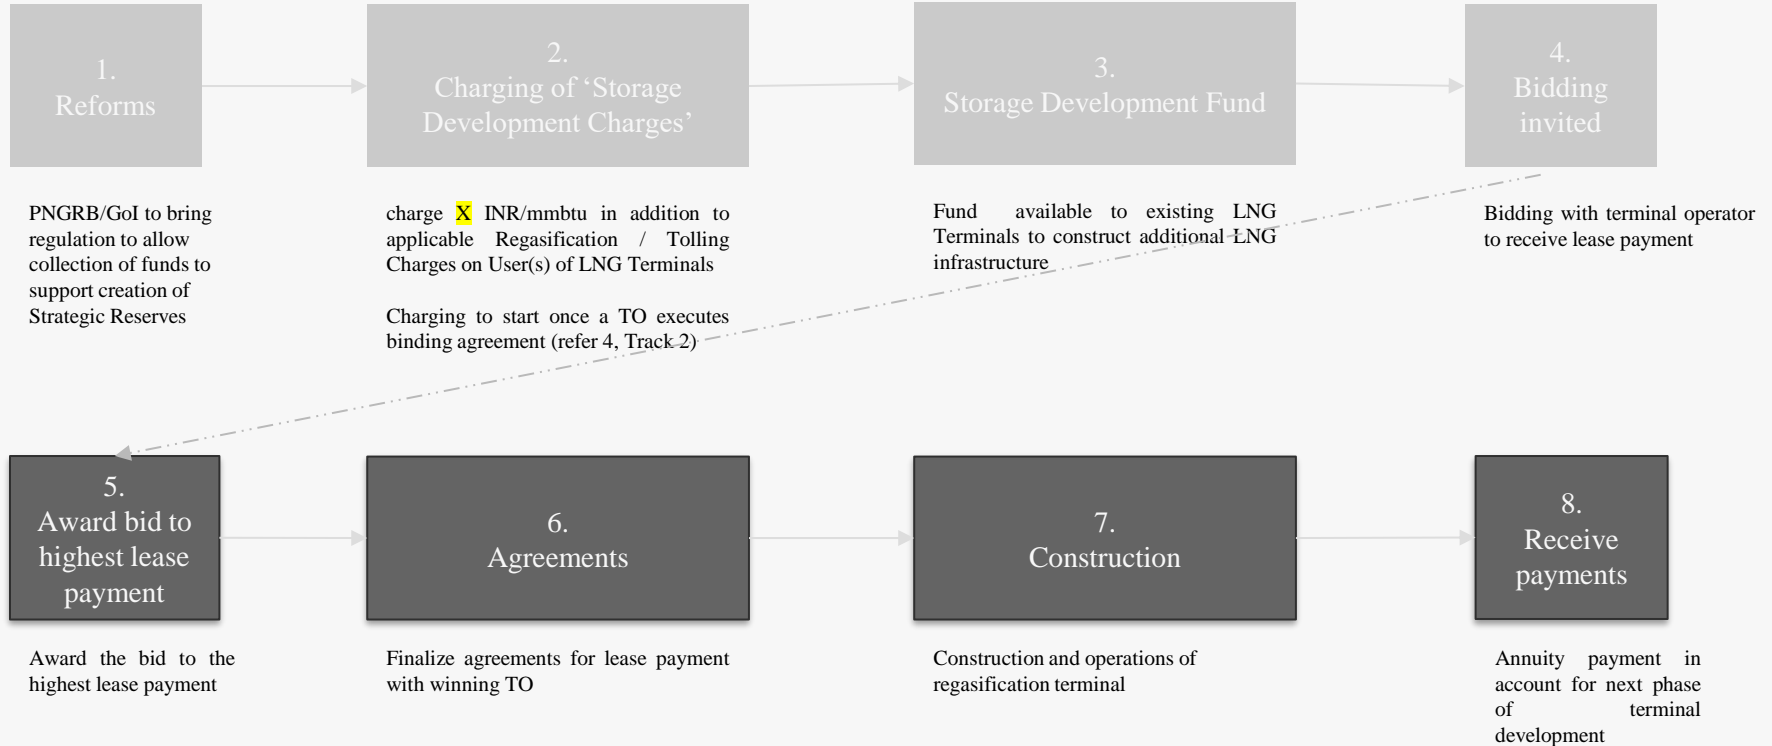 1.
Reforms
2.
Charging of ‘Storage
Development Charges’
3.
Storage Development Fund
4.
Bidding
invited
PNGRB/GoI to bring
regulation to allow
collection of funds to
support creation of
Strategic Reserves
charge X INR/mmbtu in addition to
applicable Regasification / Tolling
Charges on User(s) of LNG Terminals
Charging to start once a TO executes
binding agreement (refer 4, Track 2)
Fund available to existing LNG
Terminals to construct additional LNG
infrastructure
Bidding with terminal operator
to receive lease payment
5.
Award bid to
highest lease
payment
6.
Agreements
7.
Construction
8.
Receive
payments
Award the bid to the
highest lease payment
Finalize agreements for lease payment
with winning TO
Construction and operations of
regasification terminal
Annuity payment in
account for next phase
of terminal
development